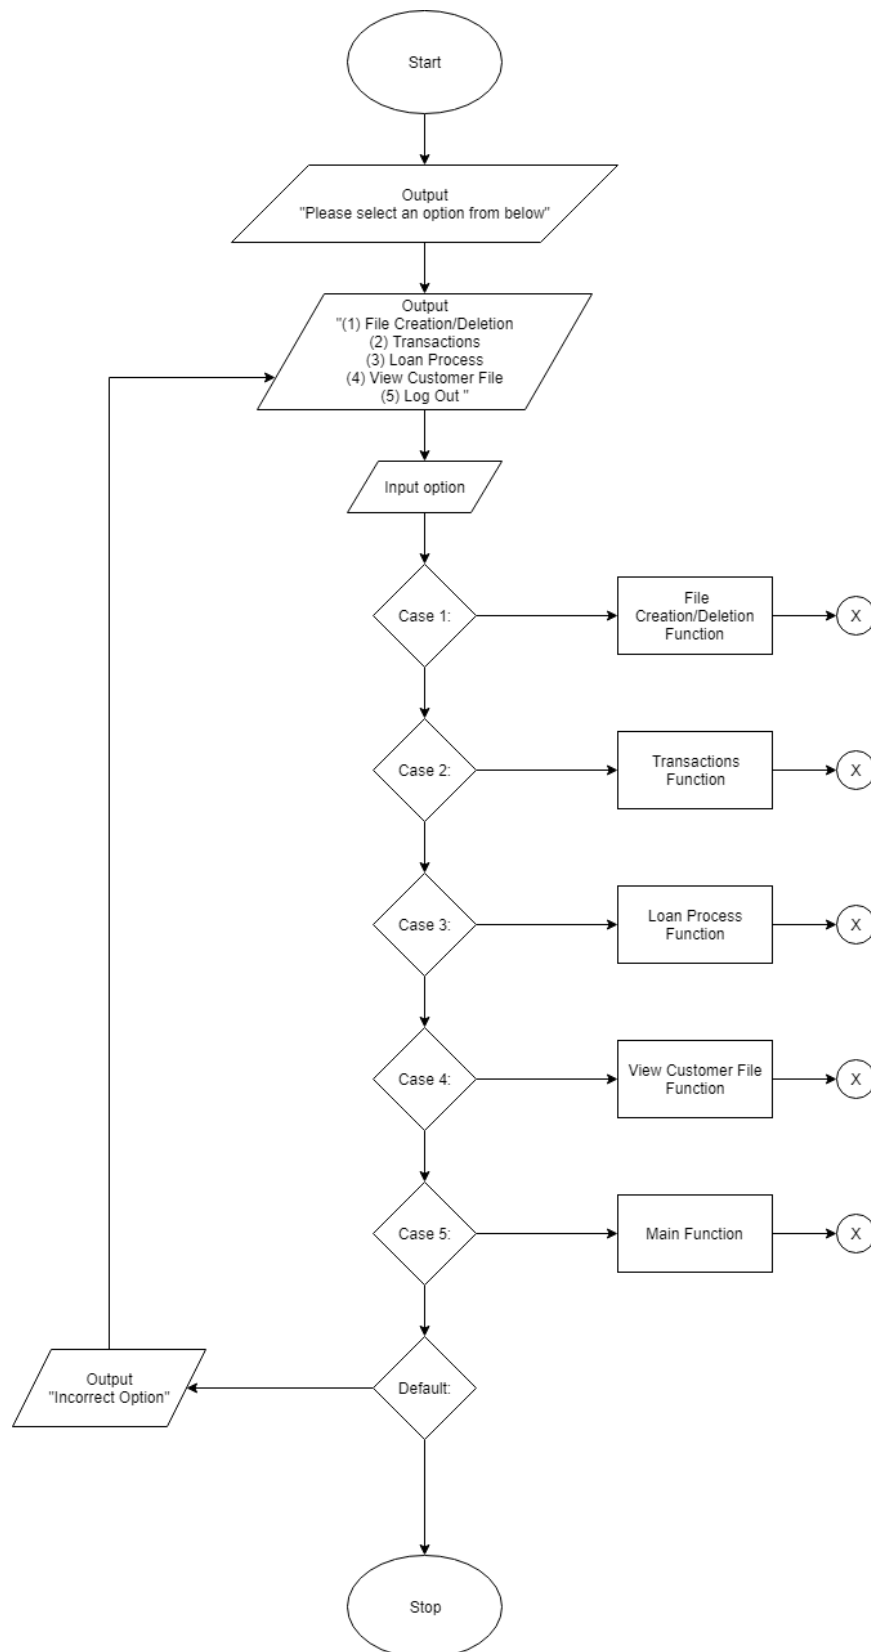 Start
Output
"Please select an option from below"
Output
"(1) File Creation/Deletion
(2) Transactions
(3) Loan Process
(4) View Customer File
(5) Log Out "
Input option
Case 1:
File
Creation/Deletion
Function
X
Case 2:
Transactions
Function
X
Case 3:
Loan Process
Function
X
Case 4:
View Customer File
Function
X
Case 5:
Main Function
X
Output
"Incorrect Option"
Default:
Stop